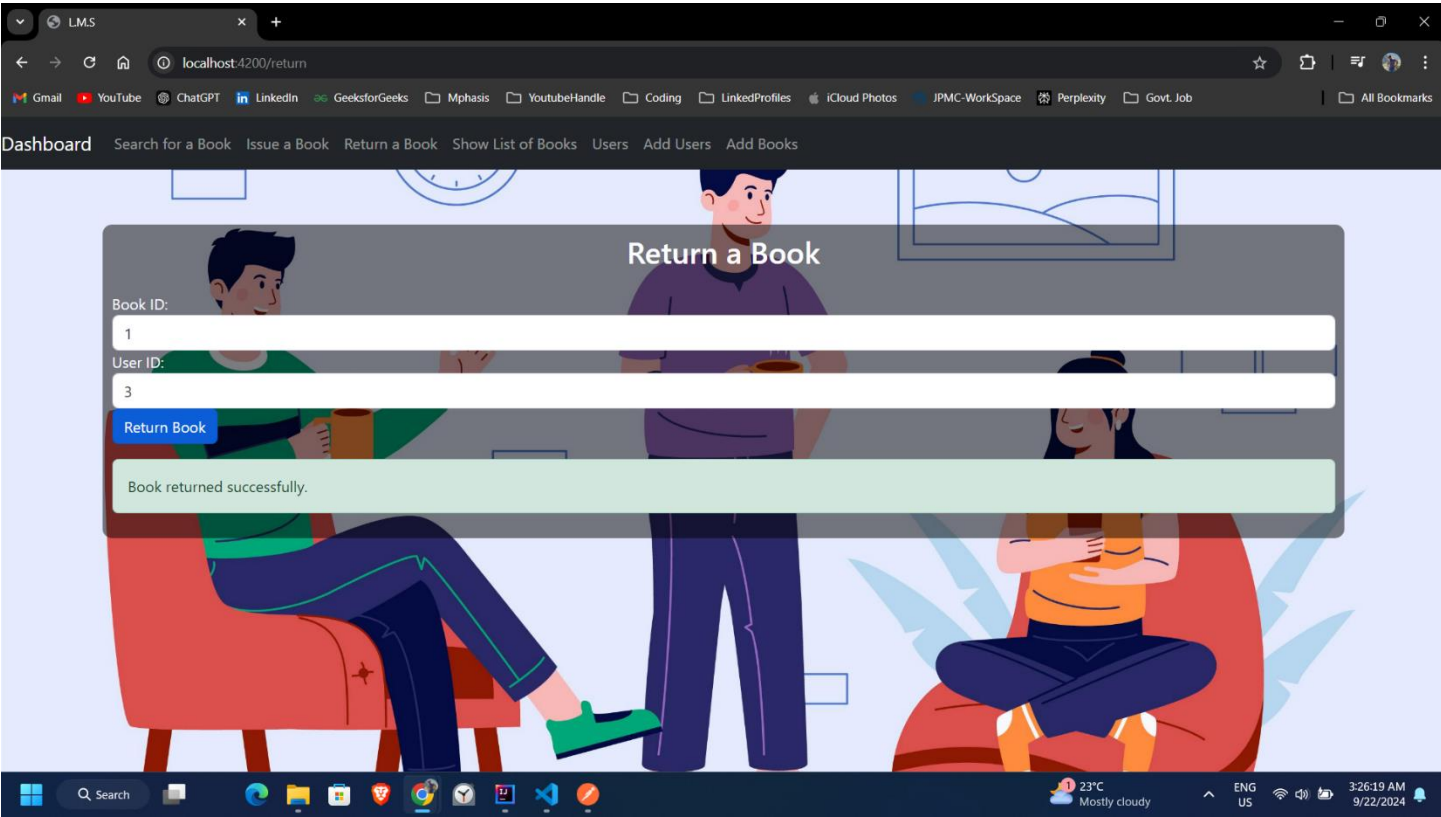 L.M.S
localhost:4200/return
Gmail YouTube ChatGPT LinkedIn GeeksforGeeks Mphasis YoutubeHandle Coding LinkedProfiles iCloud Photos JPMC-WorkSpace Perplexity Govt. Job All Bookmarks
Dashboard Search for a Book Issue a Book Return a Book Show List of Books Users Add Users Add Books
Return a Book
Book ID:
1
User ID:
3
Return Book
Book returned successfully.
Search 1 23°C ENG 3:26:19 AM
Mostly cloudy US 9/22/2024